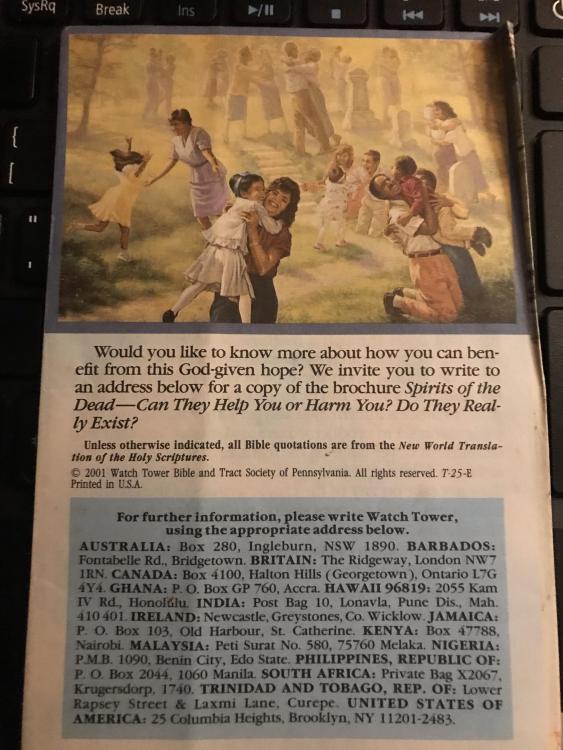 SysRq
Break
Ins
{
[
"
'
Would you like to know more about how you can ben-
efit from this God-given hope? We invite you to write to
an address below for a copy of the brochure Spirits of the
Dead—Can They Help You or Harm You? Do They Real-
ly Exist?
Unless otherwise indicated, all Bible quotations are from the New World Transla-
tion of the Holy Scriptures.
© 2001 Watch Tower Bible and Tract Society of Pennsylvania. All rights reserved. T-25-E
Printed in U.S.A.
For further information, please write Watch Tower,
using the appropriate address below.
AUSTRALIA: Box 280, Ingleburn, NSW 1890. BARBADOS:
Fontabelle Rd., Bridgetown. BRITAIN: The Ridgeway, London NW7
1RN. CANADA: Box 4100, Halton Hills (Georgetown), Ontario L7G
4Y4. GHANA: P. O. Box GP 760, Accra. HAWAII 96819: 2055 Kam
IV Rd., Honolulu. INDIA: Post Bag 10, Lonavla, Pune Dis., Mah.
410 401. IRELAND: Newcastle, Greystones, Co. Wicklow. JAMAICA:
P. O. Box 103, Old Harbour, St. Catherine. KENYA: Box 47788,
Nairobi. MALAYSIA: Peti Surat No. 580, 75760 Melaka. NIGERIA:
P.M.B. 1090, Benin City, Edo State. PHILIPPINES, REPUBLIC OF:
P. O. Box 2044, 1060 Manila. SOUTH AFRICA: Private Bag X2067,
Krugersdorp, 1740. TRINIDAD AND TOBAGO, REP. OF: Lower
Rapsey Street & Laxmi Lane, Curepe. UNITED STATES OF
AMERICA: 25 Columbia Heights, Brooklyn, NY 11201-2483.